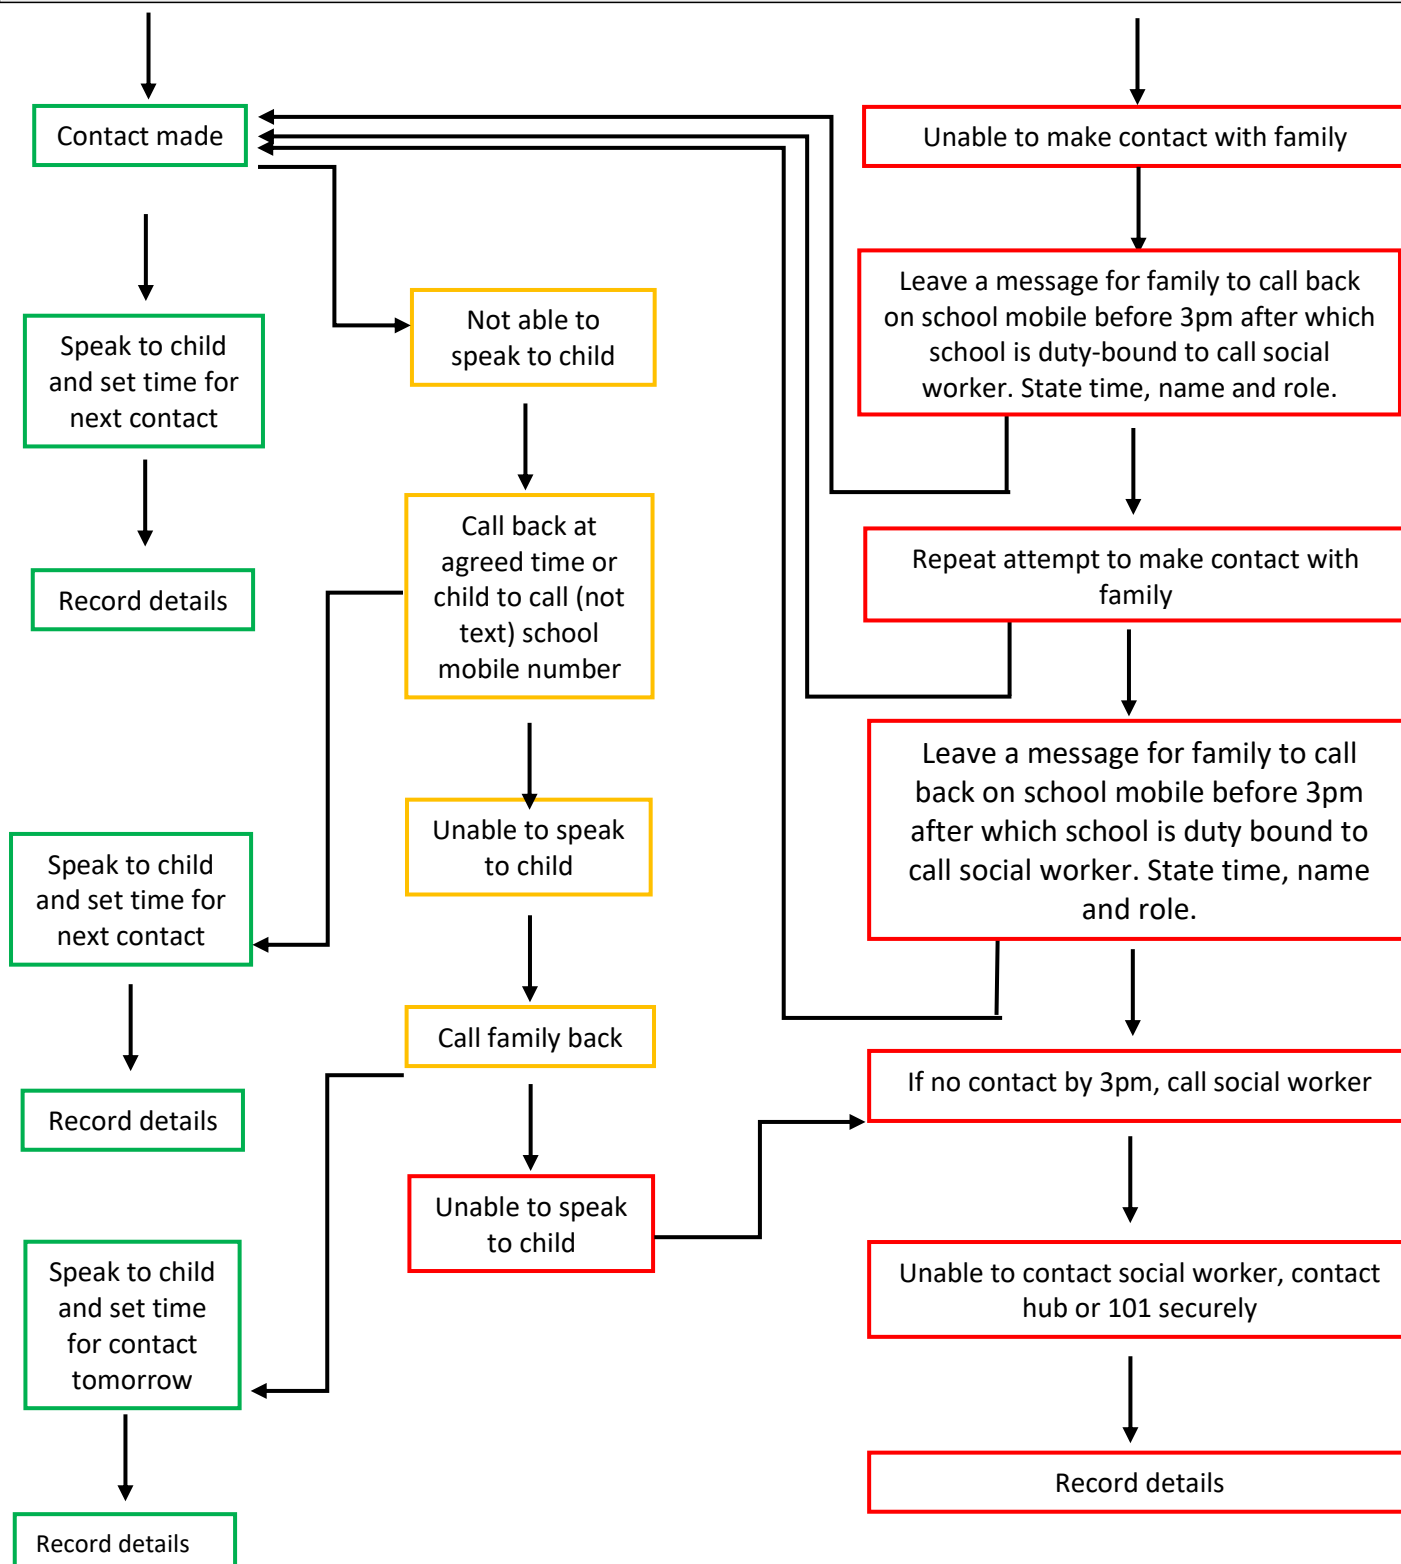 Contact made
Speak to child
and set time for
next contact
Record details
Not able to
speak to child
Call back at
agreed time or
child to call (not
text) school
mobile number
Speak to child
and set time for
next contact
Record details
Unable to speak
to child
Call family back
Speak to child
and set time
for contact
tomorrow
Record details
Unable to speak
to child
Unable to make contact with family
Leave a message for family to call back
on school mobile before 3pm after which
school is duty-bound to call social
worker. State time, name and role.
Repeat attempt to make contact with
family
Leave a message for family to call
back on school mobile before 3pm
after which school is duty bound to
call social worker. State time, name
and role.
If no contact by 3pm, call social worker
Unable to contact social worker, contact
hub or 101 securely
Record details